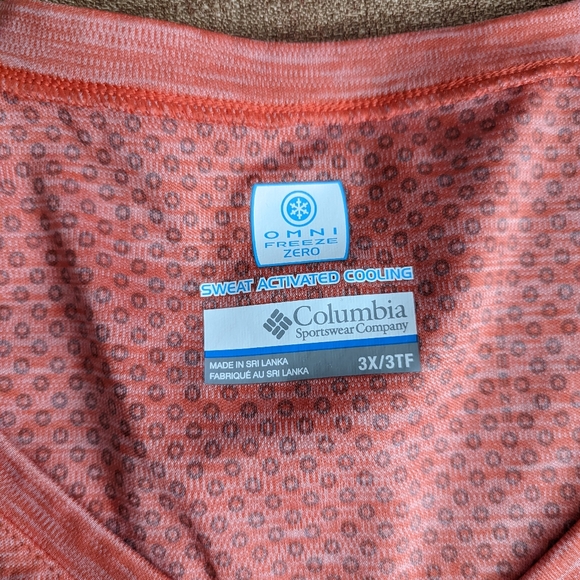 OMNI
FREEZE
ZERO
SWEAT ACTIVATED COOLING
Columbia
Sportswear Company
MADE IN SRI LANKA
FABRIQUÉ AU SRI LANKA
3X/3TF